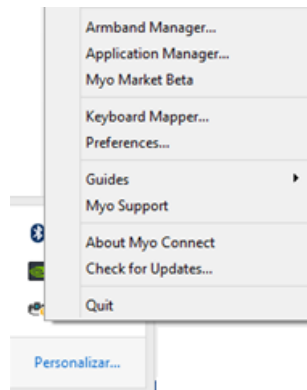 Armband Manager...
Application Manager...
Myo Market Beta
Keyboard Mapper...
Preferences...
Guides
Myo Support
About Myo Connect
Check for Updates...
Quit
Personalizar...